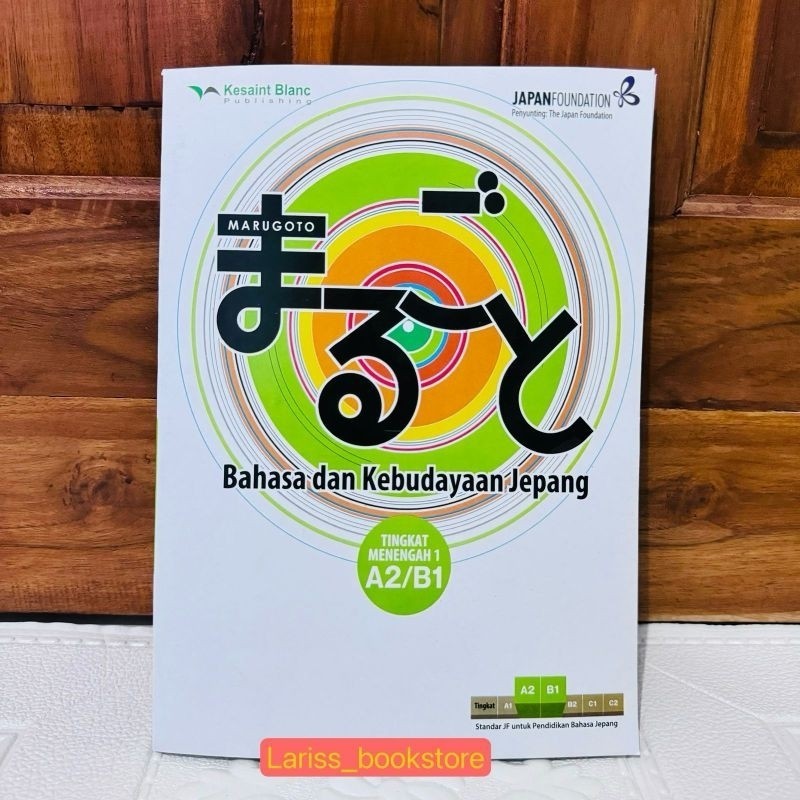 Kesaint Blanc
Publishing
JAPANFOUNDATION
Penyunting: The Japan Foundation
MARUGOTO
まるごと
Bahasa dan Kebudayaan Jepang
TINGKAT
MENENGAH 1
A2/B1
Tingkat A1 A2 B1 B2 C1 C2
Standar JF untuk Pendidikan Bahasa Jepang
Lariss_bookstore